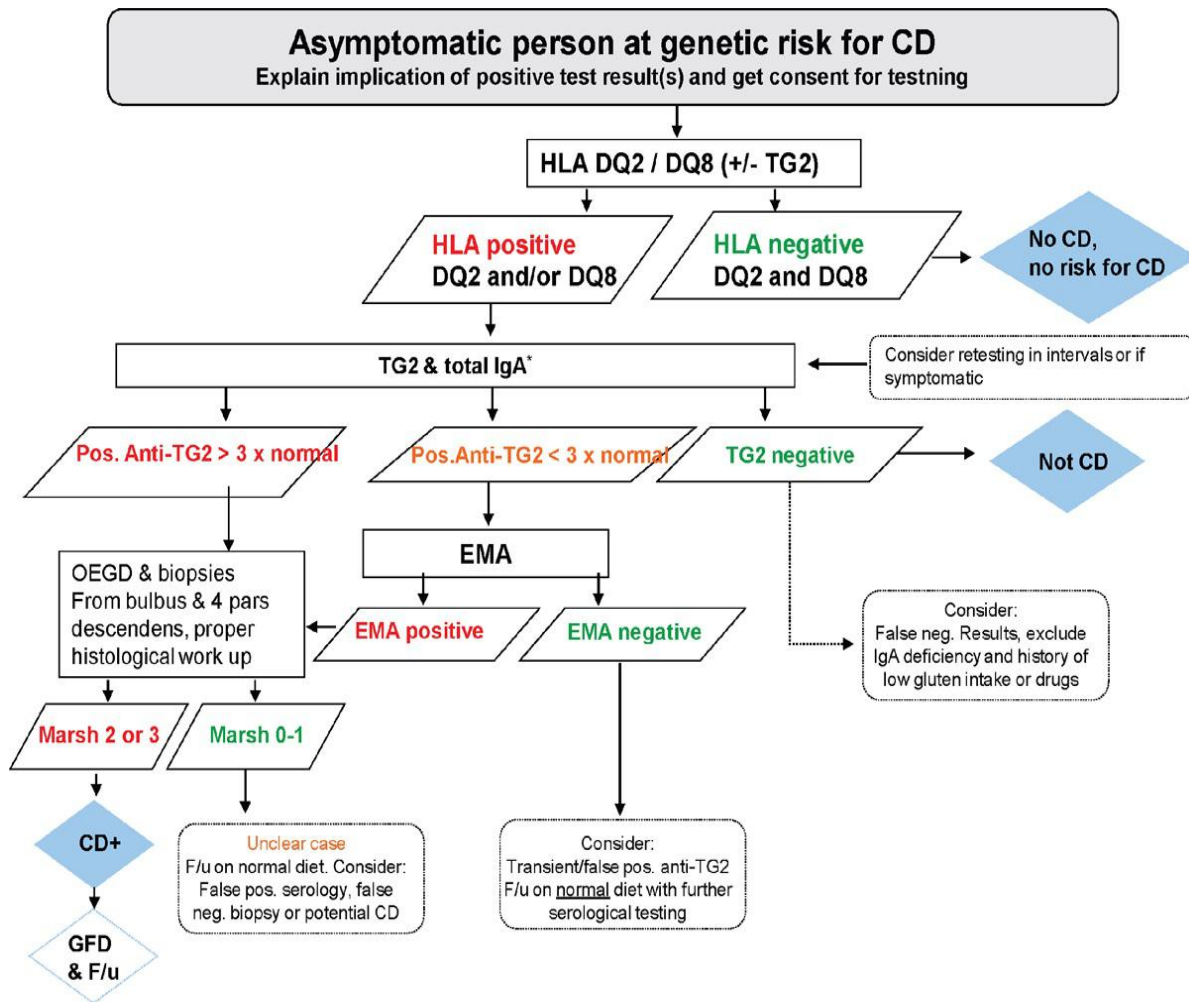 Asymptomatic person at genetic risk for CD
Explain implication of positive test result(s) and get consent for testning
HLA DQ2 / DQ8 (+/- TG2)
HLA positive
DQ2 and/or DQ8
HLA negative
DQ2 and DQ8
No CD,
no risk for CD
TG2 & total IgA*
Consider retesting in intervals or if
symptomatic
Pos. Anti-TG2 > 3 x normal
Pos.Anti-TG2 < 3 x normal
TG2 negative
Not CD
EMA
OEGD & biopsies
From bulbus & 4 pars
descendens, proper
histological work up
EMA positive
EMA negative
Consider:
False neg. Results, exclude
IgA deficiency and history of
low gluten intake or drugs
Marsh 2 or 3
Marsh 0-1
CD+
Unclear case
F/u on normal diet. Consider:
False pos. serology, false
neg. biopsy or potential CD
Consider:
Transient/false pos. anti-TG2
F/u on normal diet with further
serological testing
GFD
& F/u